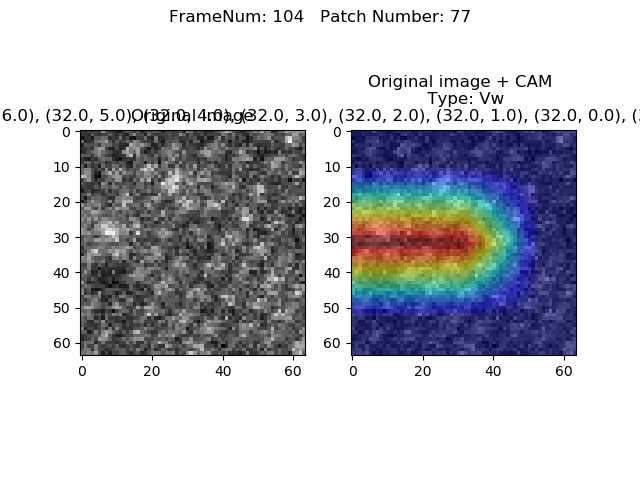 FrameNum: 104   Patch Number: 77
Original image + CAM
Type: Vw
6.0), (32.0, 5.0), (32.0, 4.0), (32.0, 3.0), (32.0, 2.0), (32.0, 1.0), (32.0, 0.0), (3
Original image
0
10
20
30
40
50
60
0 20 40 60
0
10
20
30
40
50
60
0 20 40 60